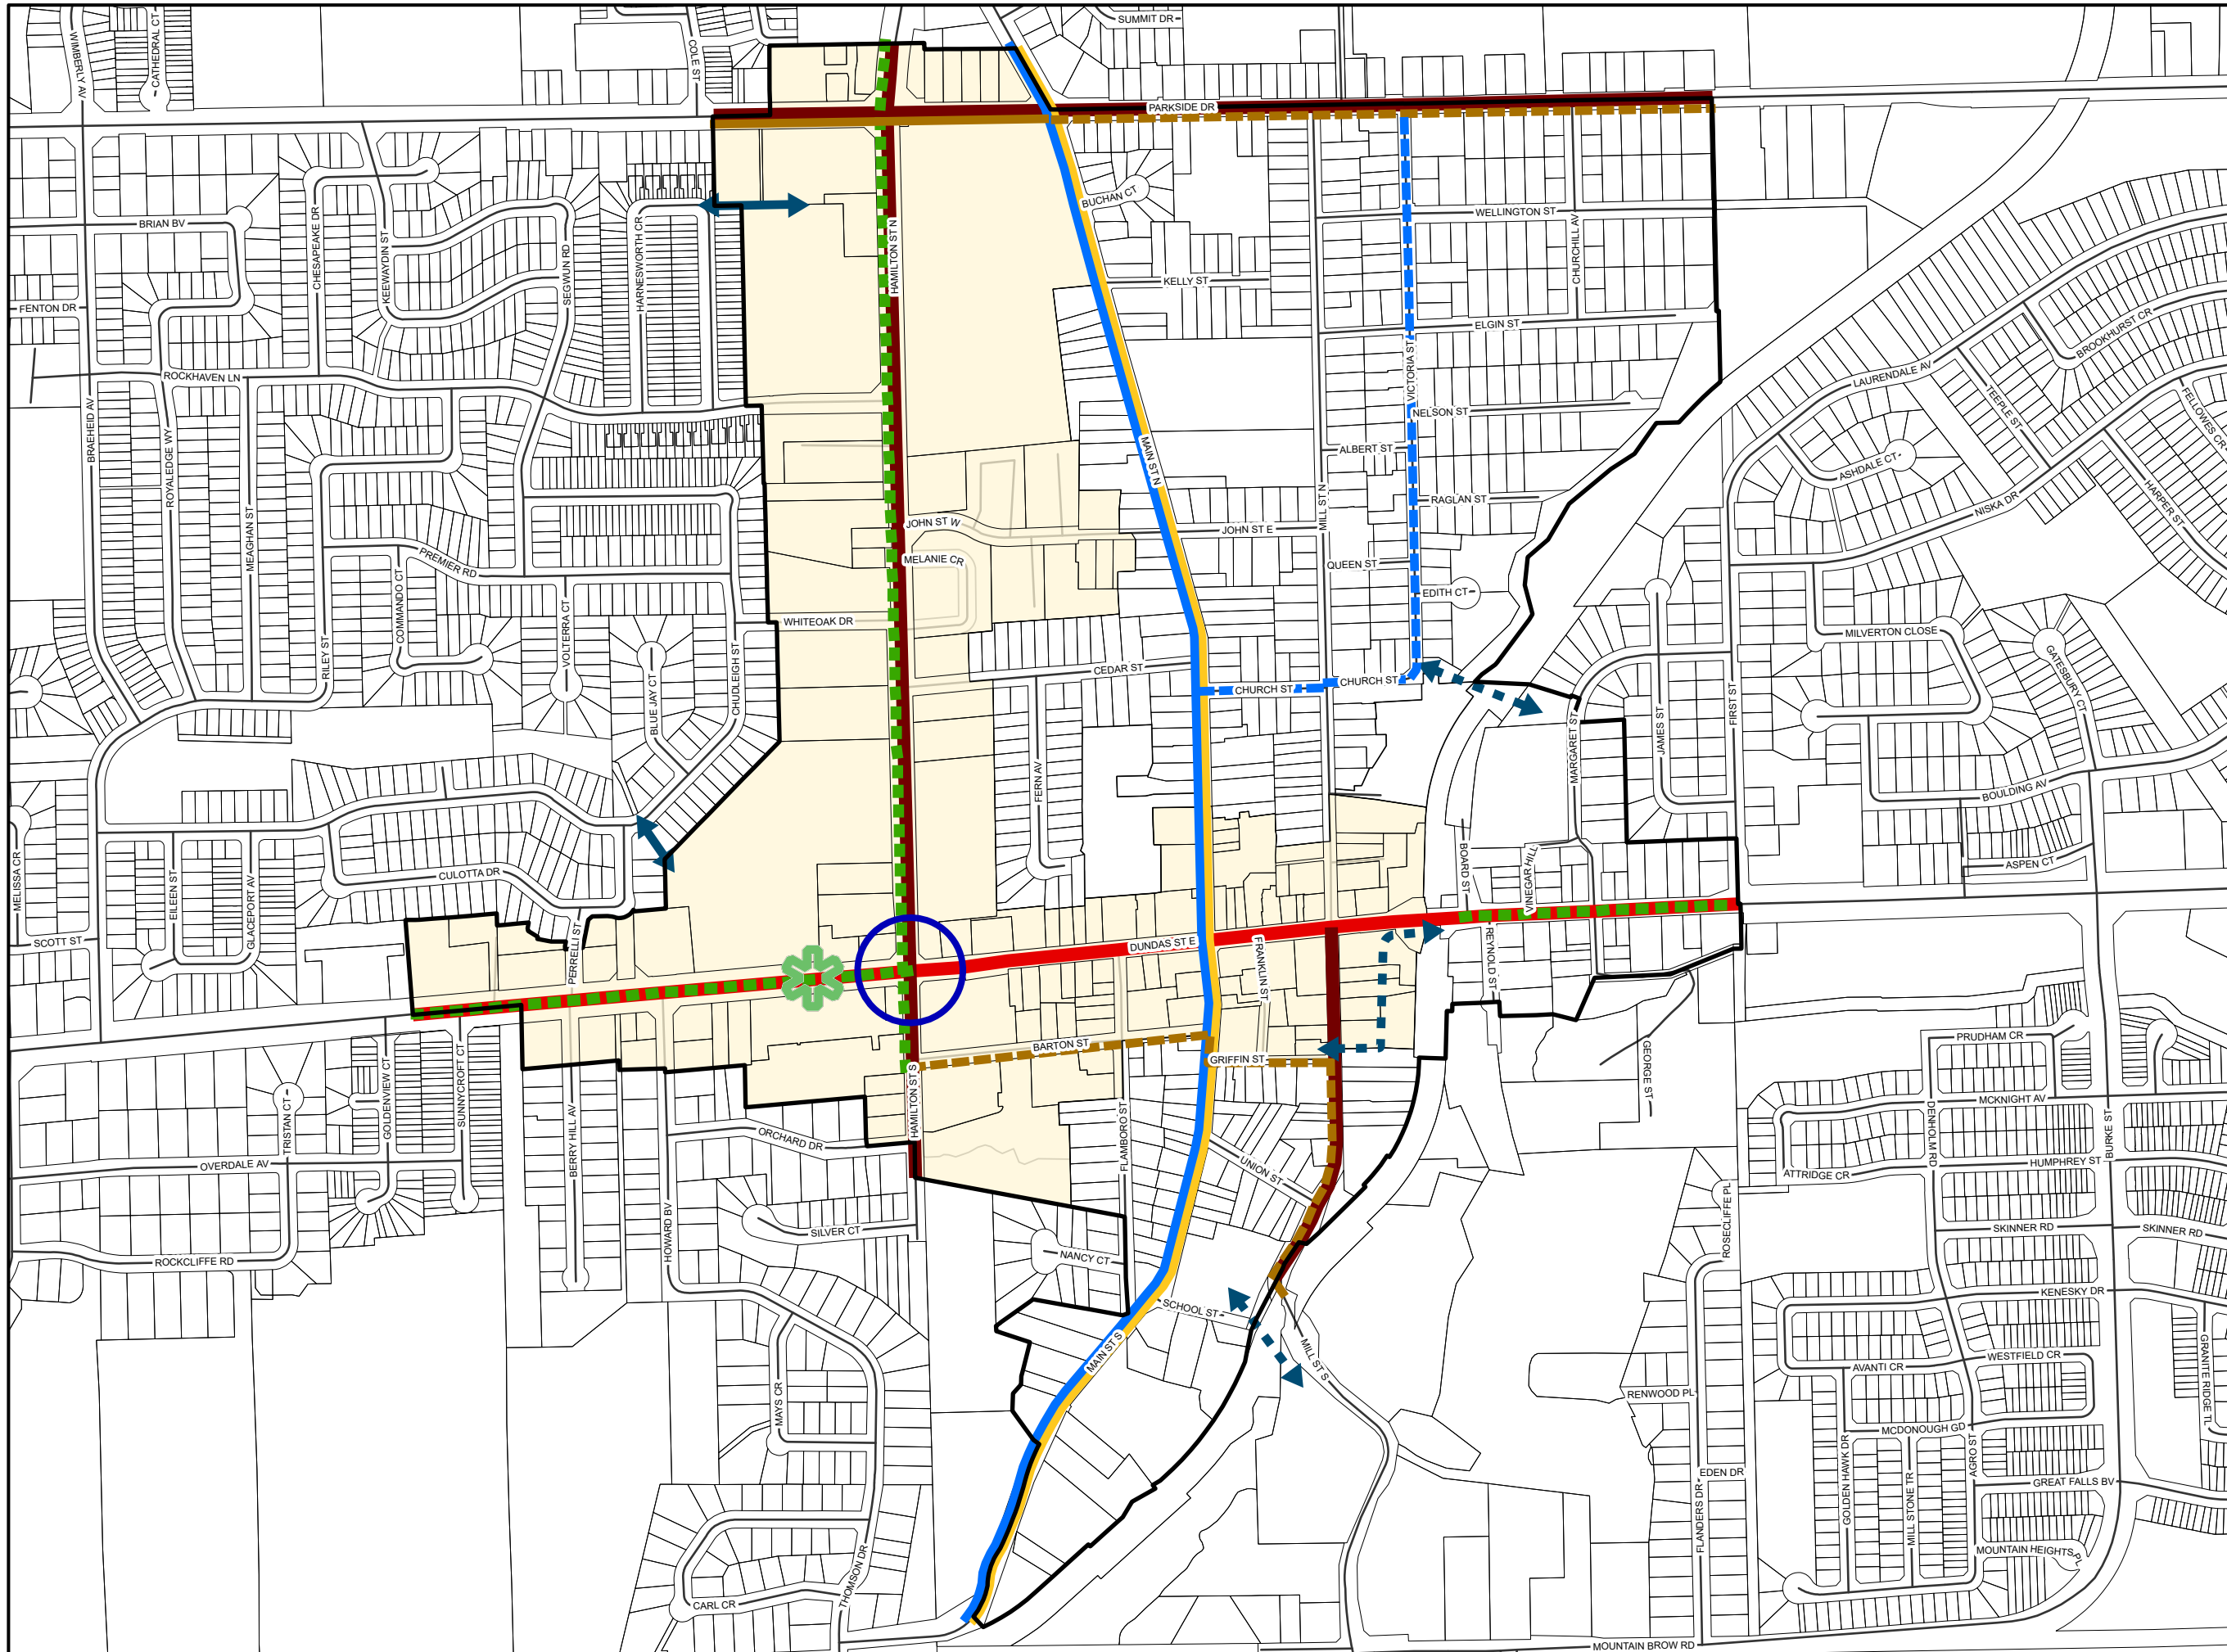 SUMMIT DR
WIMBERLY AV
CATHEDRAL CT
COLE ST
PARKSIDE DR
BUCHAN CT
WELLINGTON ST
BRIAN BV
CHESAPEAKE DR
KEEWAYDIN ST
SEGWUN RD
HARNESWORTH CR
HAMILTON ST N
CHURCHILL AV
KELLY ST
FENTON DR
ELGIN ST
BROOKHURST CR
VICTORIA ST
ROCKHAVEN LN
LAURENDALE AV
TEEPLE ST
FELLOWES CR
BRAEHEID AV
ROYALEDGE WY
NELSON ST
ALBERT ST
MAIN ST N
ASHDALE CT
MILL ST N
RAGLAN ST
NISKA DR
HARPER ST
MEAGHAN ST
JOHN ST W
JOHN ST E
PREMIER RD
COMMANDO CT
MELANIE CR
QUEEN ST
EDITH CT
VOLTERRA CT
WHITEOAK DR
MILVERTON CLOSE
RILEY ST
BLUE JAY CT
CHUDLEIGH ST
CEDAR ST
CHURCH ST
CHURCH ST
GATESBURY CT
FIRST ST
JAMES ST
MARGARET ST
FERN AV
BOULDING AV
BOARD ST
VINEGAR HILL
ASPEN CT
MELISSA CR
EILEEN ST
GLACEPORT AV
CULOTTA DR
SCOTT ST
PERRELLI ST
DUNDAS ST E
FRANKLIN ST
REYNOLD ST
BARTON ST
GRIFFIN ST
PRUDHAM CR
GEORGE ST
GOLDENVIEW CT
SUNNYCROFT CT
HAMILTON ST S
MCKNIGHT AV
TRISTAN CT
BERRY HILL AV
ORCHARD DR
FLAMBORO ST
UNION ST
DENHOLM RD
BURKE ST
OVERDALE AV
HUMPHREY ST
ATTRIDGE CR
ROSECLIFFE PL
HOWARD BV
SILVER CT
SKINNER RD
SKINNER RD
ROCKCLIFFE RD
NANCY CT
KENESKY DR
SCHOOL ST
MAIN ST S
MILL ST S
WESTFIELD CR
AVANTI CR
GRANITE RIDGE TL
RENWOOD PL
MAYS CR
MCDONOUGH GD
GOLDEN HAWK DR
MILL STONE TR
AGRO ST
EDEN DR
GREAT FALLS BV
FLANDERS DR
MOUNTAIN HEIGHTS PL
THOMSON DR
CARL CR
MOUNTAIN BROW RD